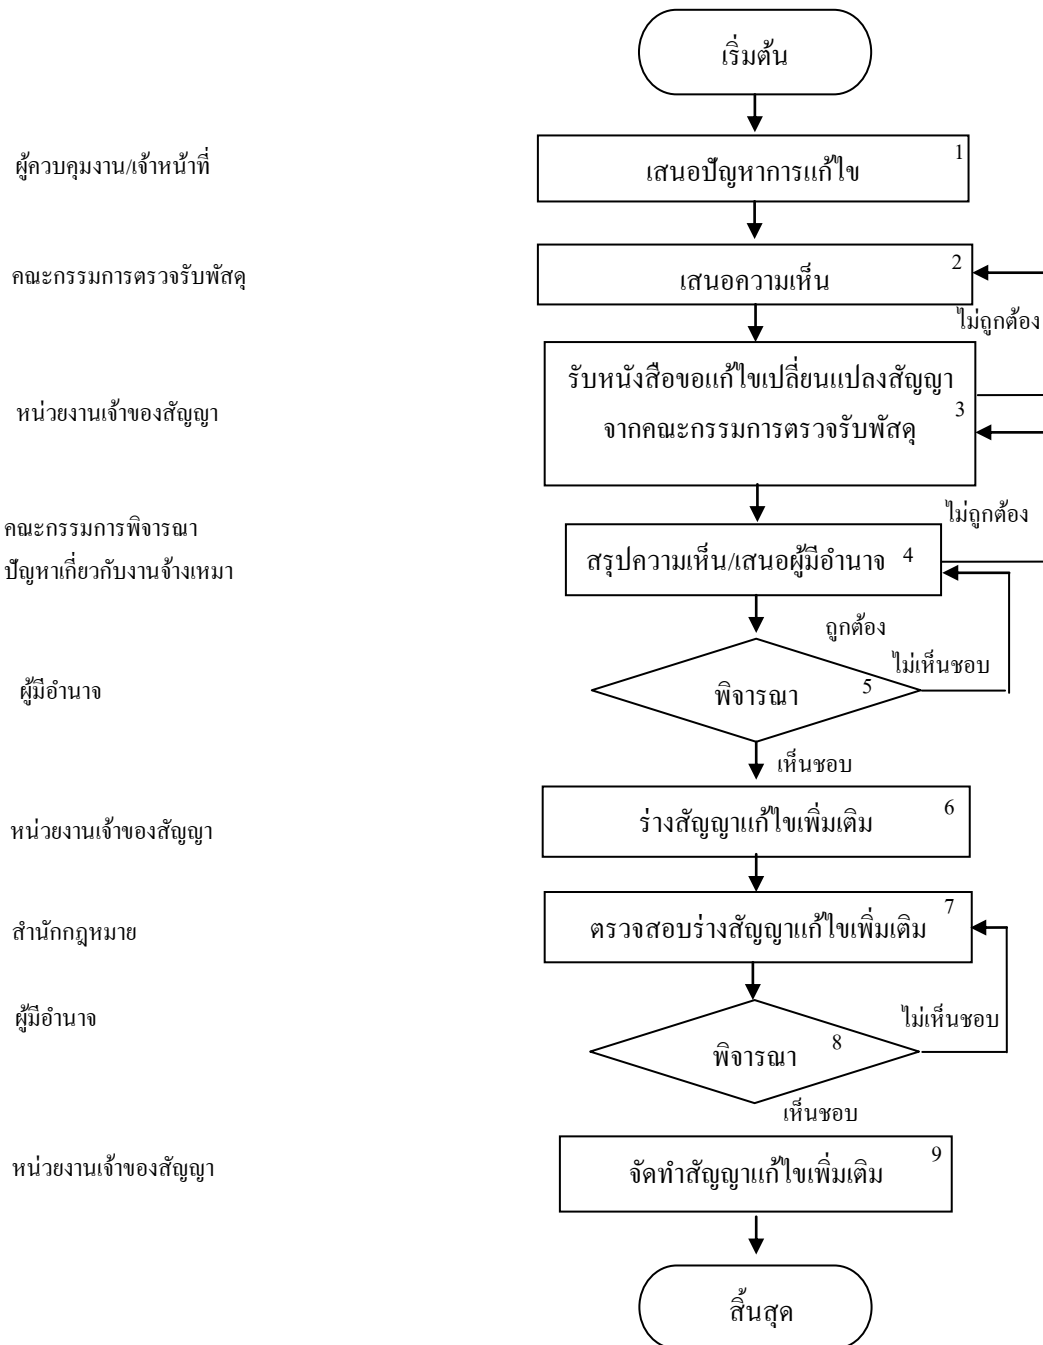 เริ่มต้น
ผู้ควบคุมงาน/เจ้าหน้าที่
เสนอปัญหาการแก้ไข 1
คณะกรรมการตรวจรับพัสดุ
เสนอความเห็น 2
ไม่ถูกต้อง
หน่วยงานเจ้าของสัญญา
รับหนังสือขอแก้ไขเปลี่ยนแปลงสัญญา
จากคณะกรรมการตรวจรับพัสดุ 3
ไม่ถูกต้อง
คณะกรรมการพิจารณา
ปัญหาเกี่ยวกับงานจ้างเหมา
สรุปความเห็น/เสนอผู้มีอำนาจ 4
ถูกต้อง
ไม่เห็นชอบ
ผู้มีอำนาจ
พิจารณา 5
เห็นชอบ
หน่วยงานเจ้าของสัญญา
ร่างสัญญาแก้ไขเพิ่มเติม 6
สำนักกฎหมาย
ตรวจสอบร่างสัญญาแก้ไขเพิ่มเติม 7
ผู้มีอำนาจ
ไม่เห็นชอบ
พิจารณา 8
เห็นชอบ
หน่วยงานเจ้าของสัญญา
จัดทำสัญญาแก้ไขเพิ่มเติม 9
สิ้นสุด